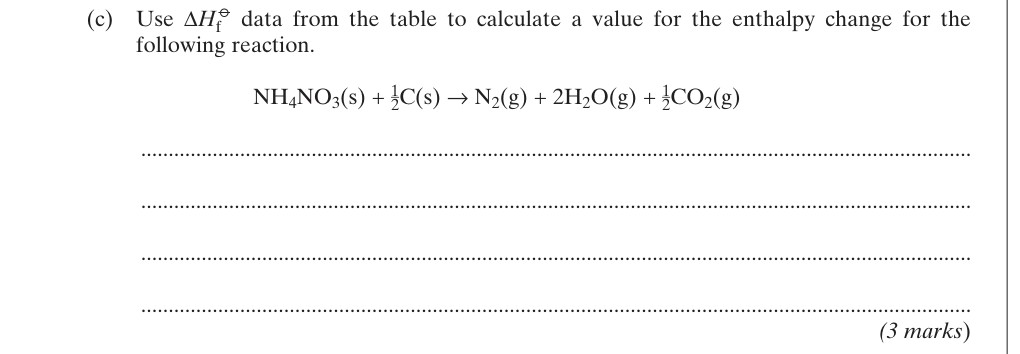 (c) Use ΔH⦵f data from the table to calculate a value for the enthalpy change for the
following reaction.
NH₄NO₃(s) + ½C(s) → N₂(g) + 2H₂O(g) + ½CO₂(g)
(3 marks)